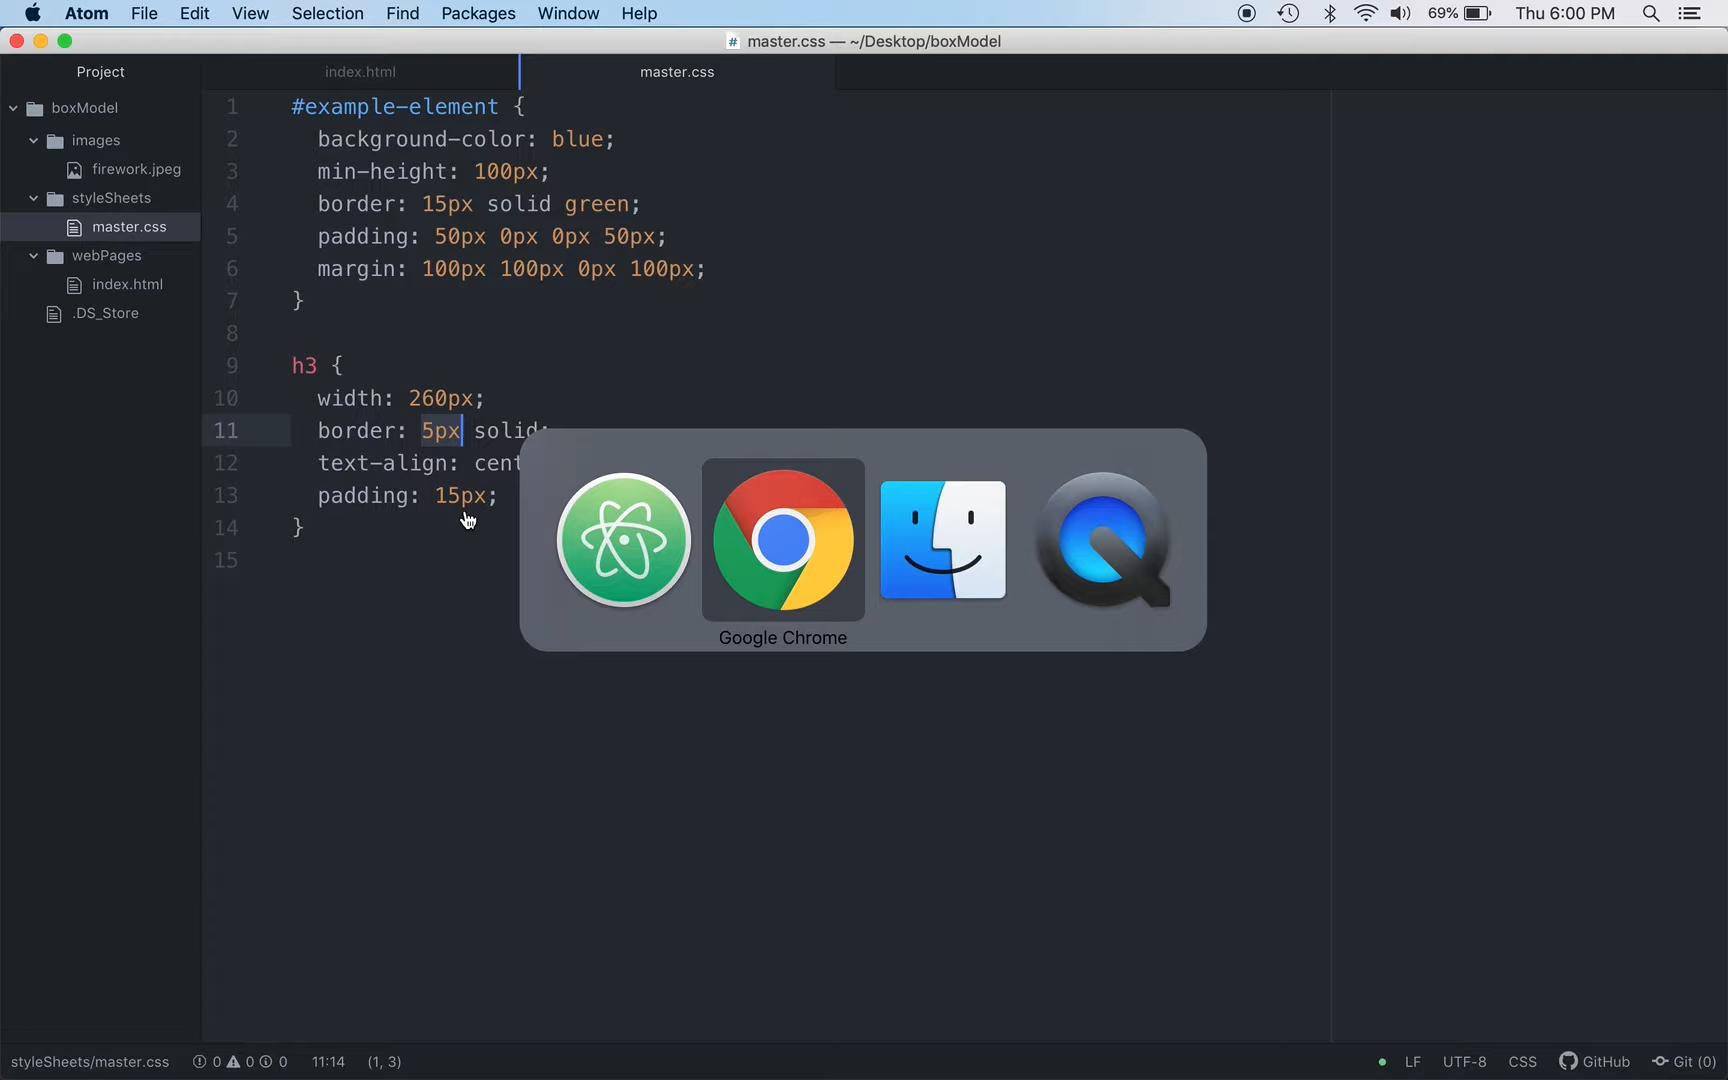 Atom File Edit View Selection Find Packages Window Help 69% Thu 6:00 PM
# master.css — ~/Desktop/boxModel
Project index.html master.css
boxModel
images
firework.jpeg
styleSheets
master.css
webPages
index.html
.DS_Store
1 #example-element {
2 background-color: blue;
3 min-height: 100px;
4 border: 15px solid green;
5 padding: 50px 0px 0px 50px;
6 margin: 100px 100px 0px 100px;
7 }
8
9 h3 {
10 width: 260px;
11 border: 5px solid;
12 text-align: cent
13 padding: 15px;
14 }
15
Google Chrome
styleSheets/master.css 0 0 0 11:14 (1, 3) LF UTF-8 CSS GitHub Git (0)